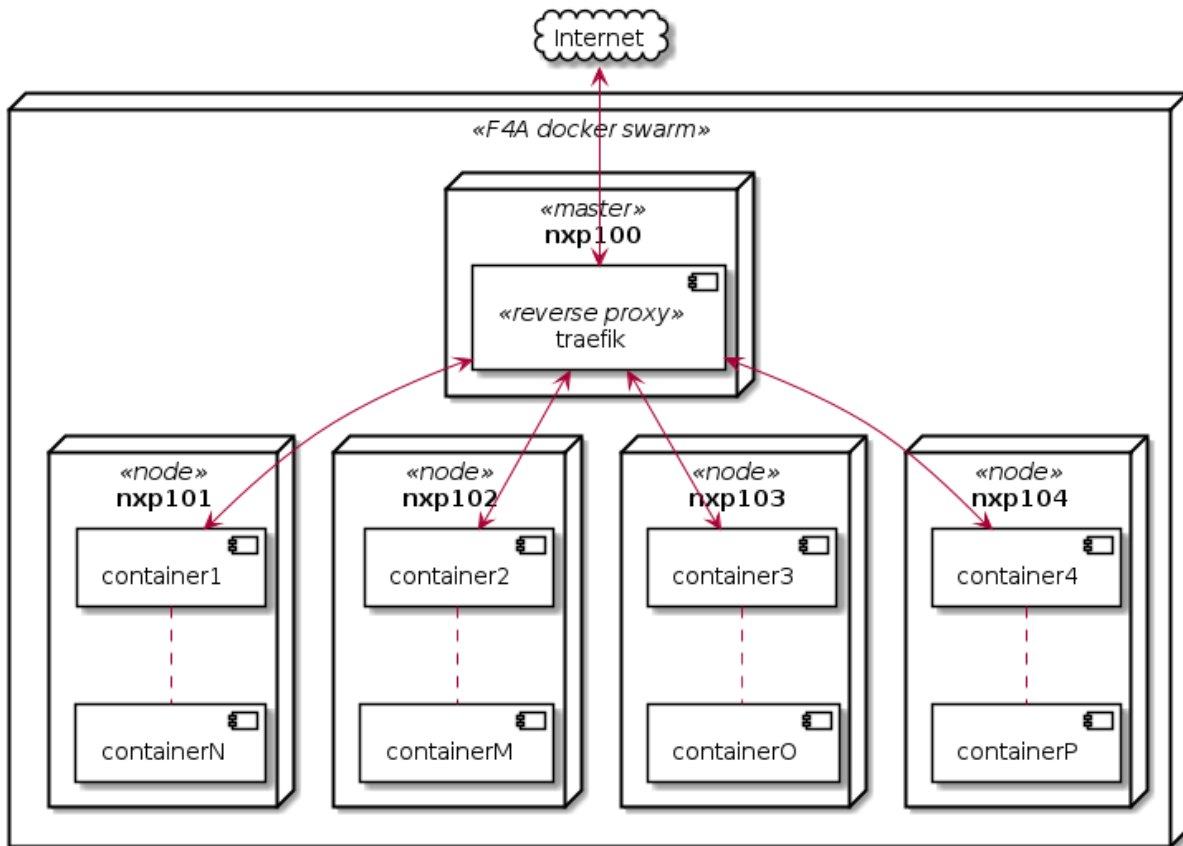 Internet
«F4A docker swarm»
«master»
nxp100
«reverse proxy»
traefik
«node»
nxp101
container1
containerN
«node»
nxp102
container2
containerM
«node»
nxp103
container3
containerO
«node»
nxp104
container4
containerP